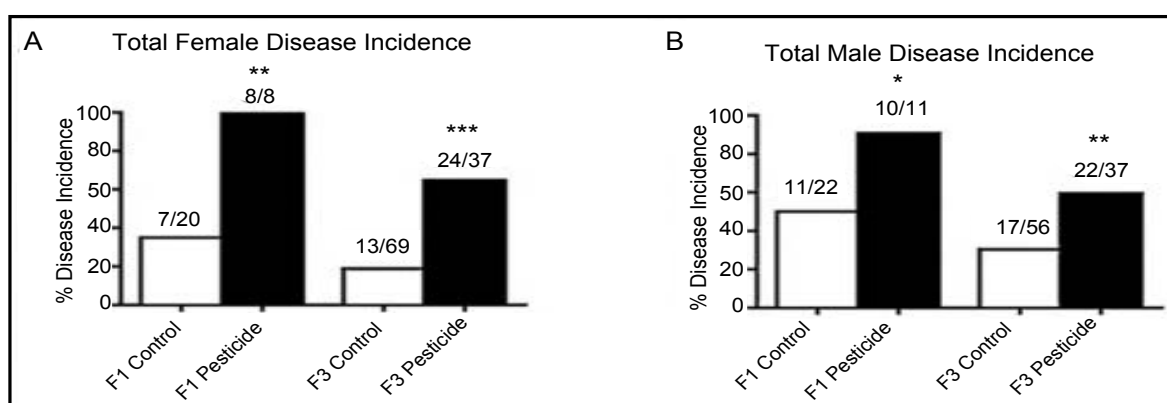 A
Total Female Disease Incidence
% Disease Incidence
100
80
50
40
20
0
7/20
**
8/8
13/69
***
24/37
F1 Control
F1 Pesticide
F3 Control
F3 Pesticide
B
Total Male Disease Incidence
% Disease Incidence
100
80
50
40
20
0
11/22
*
10/11
17/56
**
22/37
F1 Control
F1 Pesticide
F3 Control
F3 Pesticide